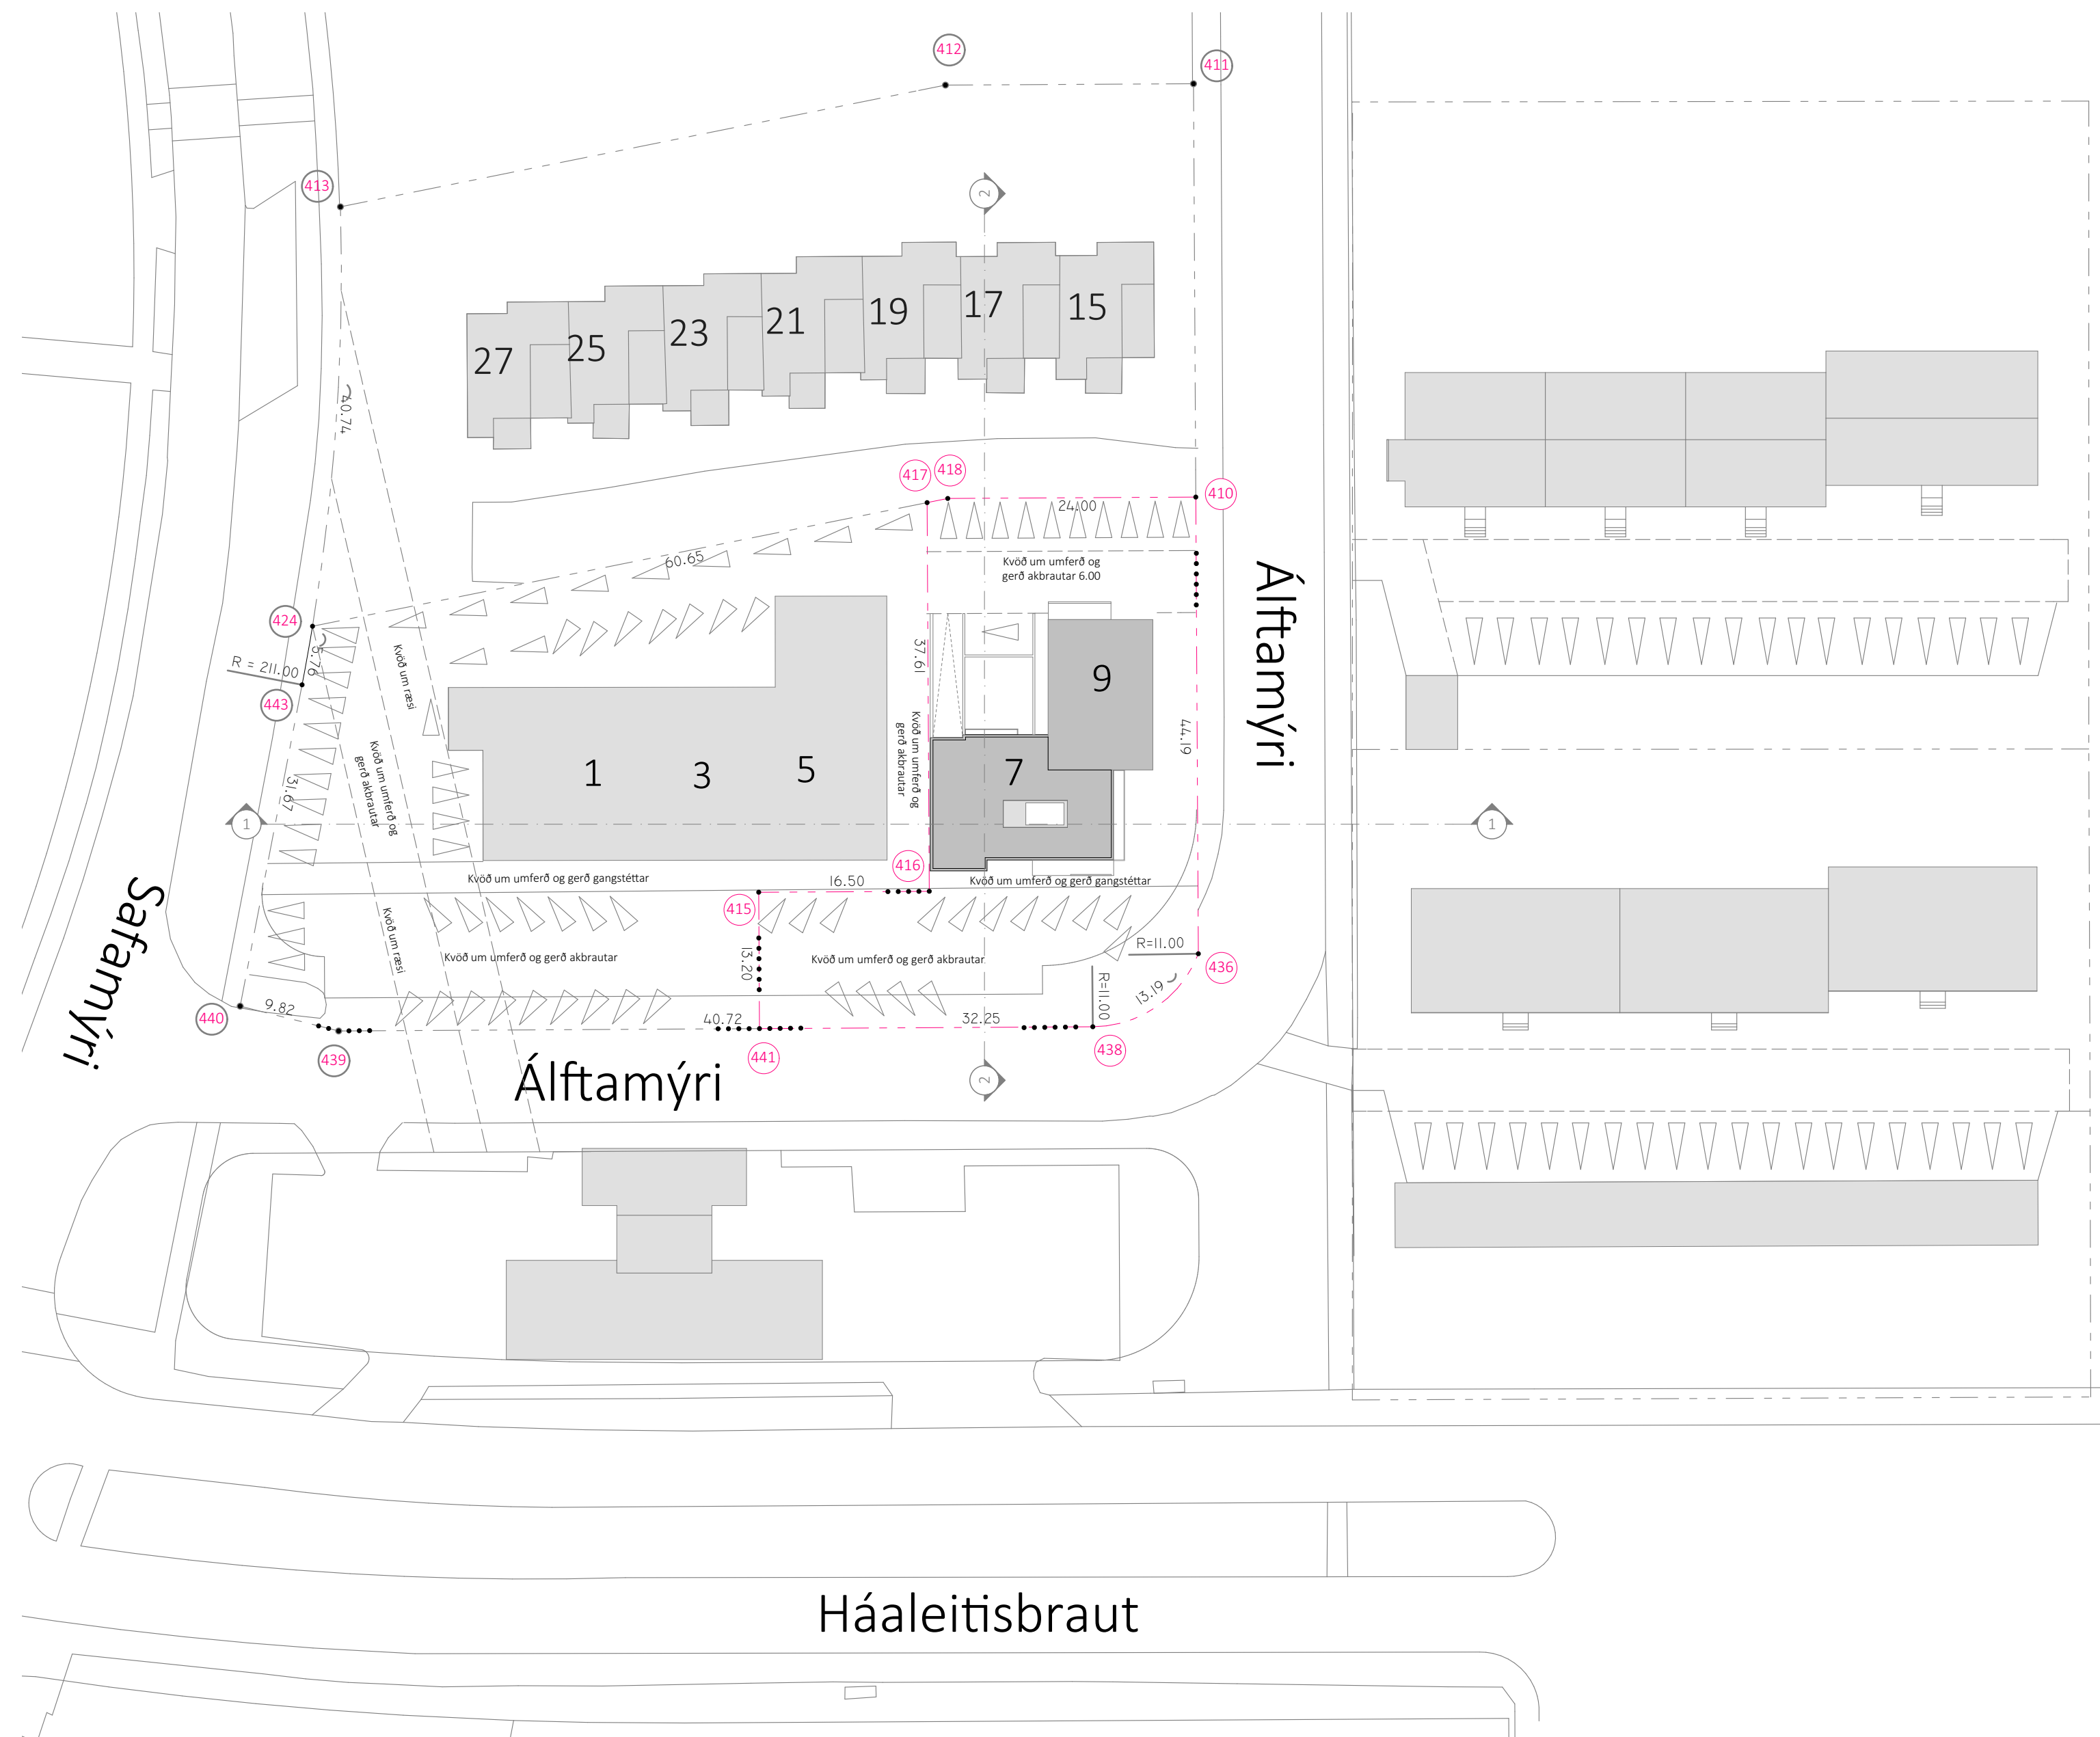 412
411
413
2
27
25
23
21
19
17
15
40.74
417
418
410
24.00
60.65
Kvöð um umferð og
gerð akbrautar 6.00
424
5.76
R = 211.00
443
Kvöð um ræsi
37.61
Álftamýri
9
44.19
Kvöð um umferð og
gerð akbrautar
Kvöð um umferð og
gerð akbrautar
31.67
1
3
5
7
1
1
416
Kvöð um umferð og gerð gangstéttar
16.50
Kvöð um umferð og gerð gangstéttar
415
Safamýri
Kvöð um ræsi
Kvöð um umferð og gerð akbrautar
13.20
Kvöð um umferð og gerð akbrautar
R=11.00
436
R=11.00
13.19
440
9.82
439
40.72
441
32.25
438
2
Álftamýri
Háaleitisbraut